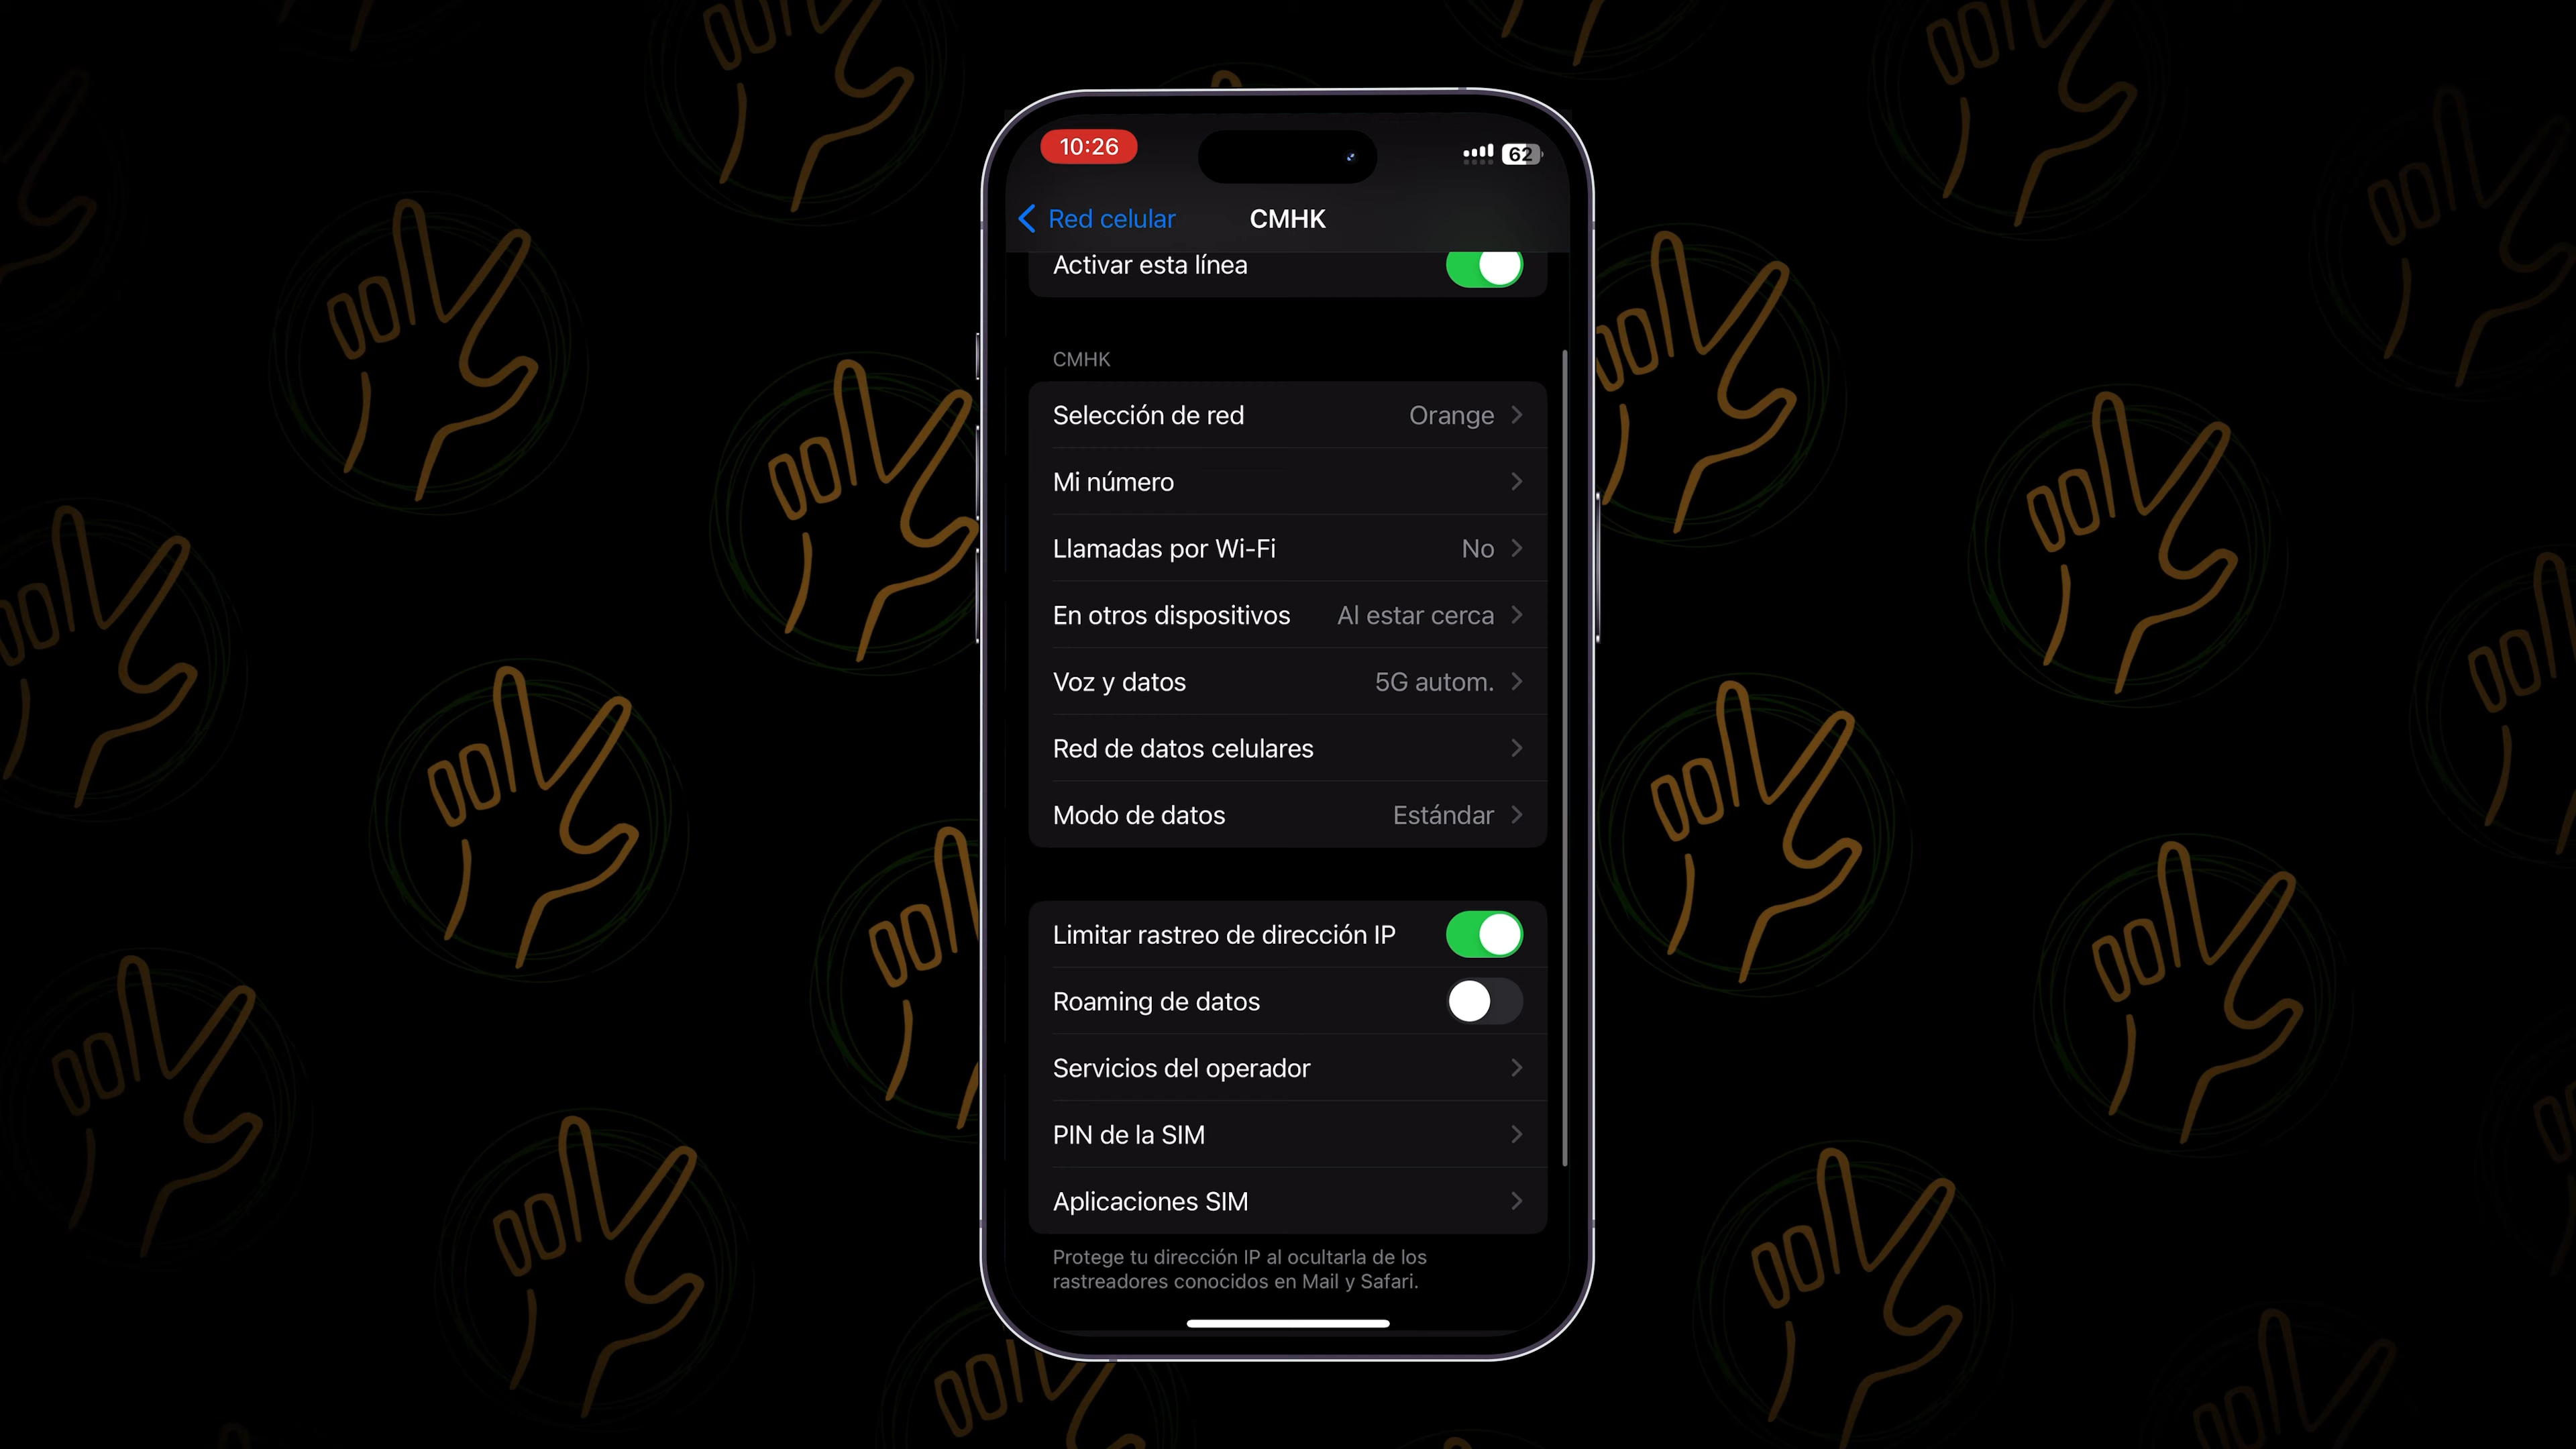 10:26
62
Red celular
CMHK
Activar esta línea
CMHK
Selección de red Orange
Mi número
Llamadas por Wi-Fi No
En otros dispositivos Al estar cerca
Voz y datos 5G autom.
Red de datos celulares
Modo de datos Estándar
Limitar rastreo de dirección IP
Roaming de datos
Servicios del operador
PIN de la SIM
Aplicaciones SIM
Protege tu dirección IP al ocultarla de los
rastreadores conocidos en Mail y Safari.